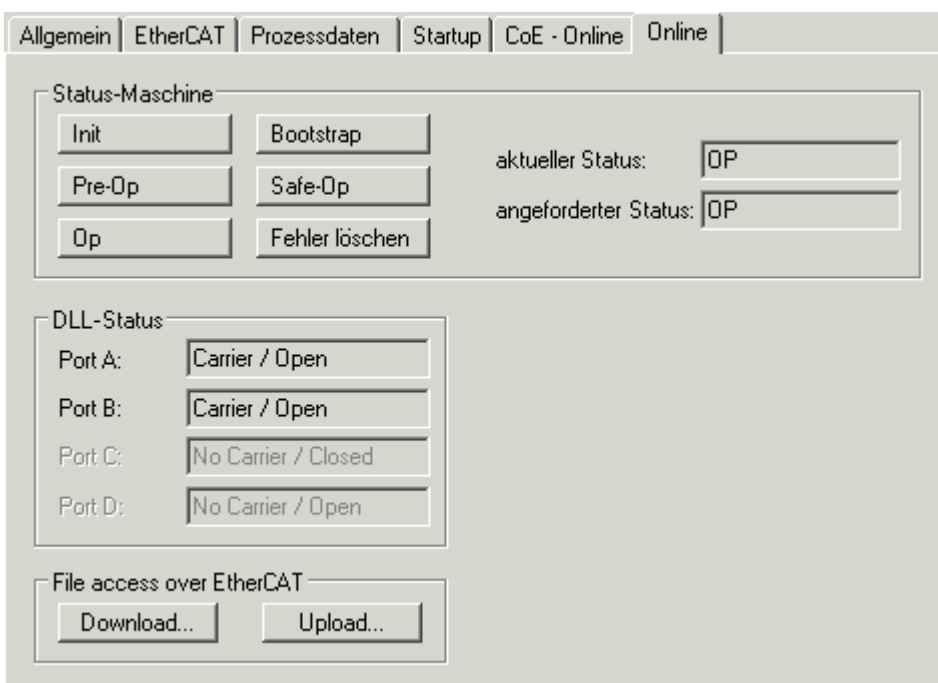 Allgemein EtherCAT Prozessdaten Startup CoE - Online Online
Status-Maschine
Init Bootstrap
aktueller Status: OP
Pre-Op Safe-Op
angeforderter Status: OP
Op Fehler löschen
DLL-Status
Port A: Carrier / Open
Port B: Carrier / Open
Port C: No Carrier / Closed
Port D: No Carrier / Open
File access over EtherCAT
Download... Upload...